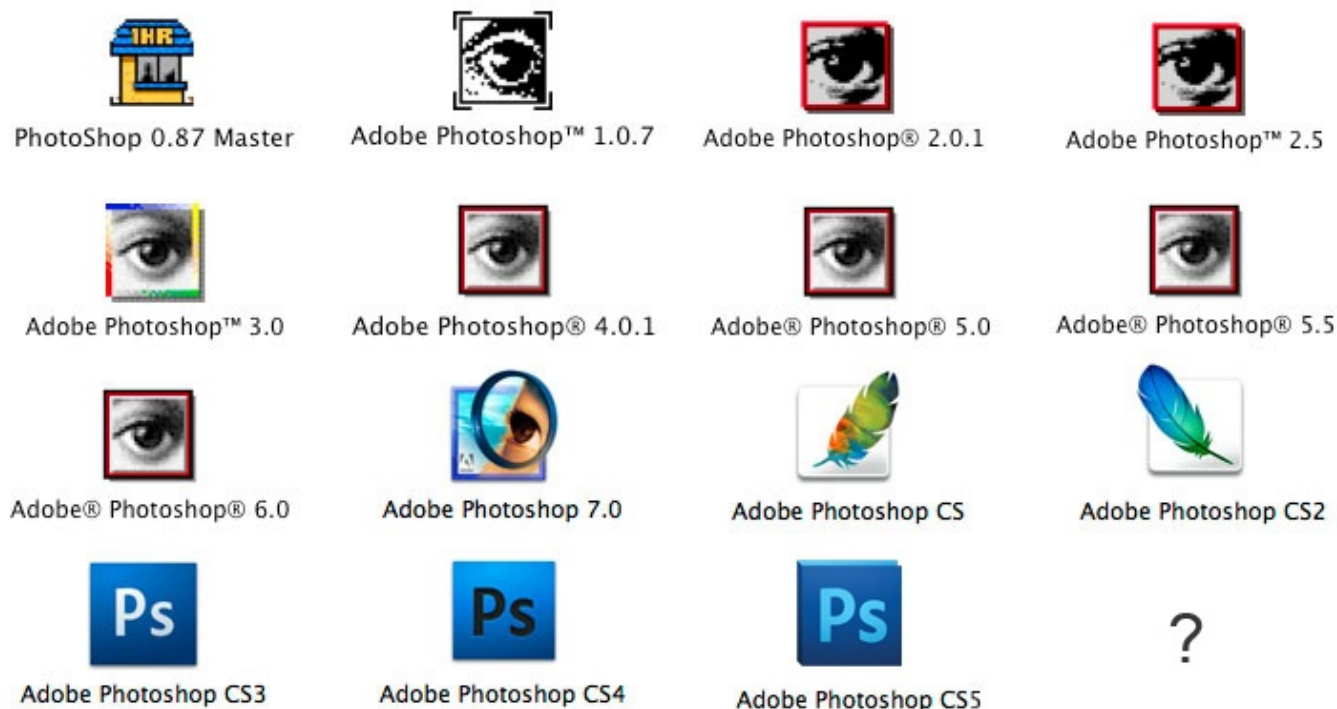 1HR
PhotoShop 0.87 Master
Adobe Photoshop™ 1.0.7
Adobe Photoshop® 2.0.1
Adobe Photoshop™ 2.5
Adobe Photoshop™ 3.0
Adobe Photoshop® 4.0.1
Adobe® Photoshop® 5.0
Adobe® Photoshop® 5.5
Adobe® Photoshop® 6.0
Adobe Photoshop 7.0
Adobe Photoshop CS
Adobe Photoshop CS2
Ps
Adobe Photoshop CS3
Ps
Adobe Photoshop CS4
Ps
Adobe Photoshop CS5
?